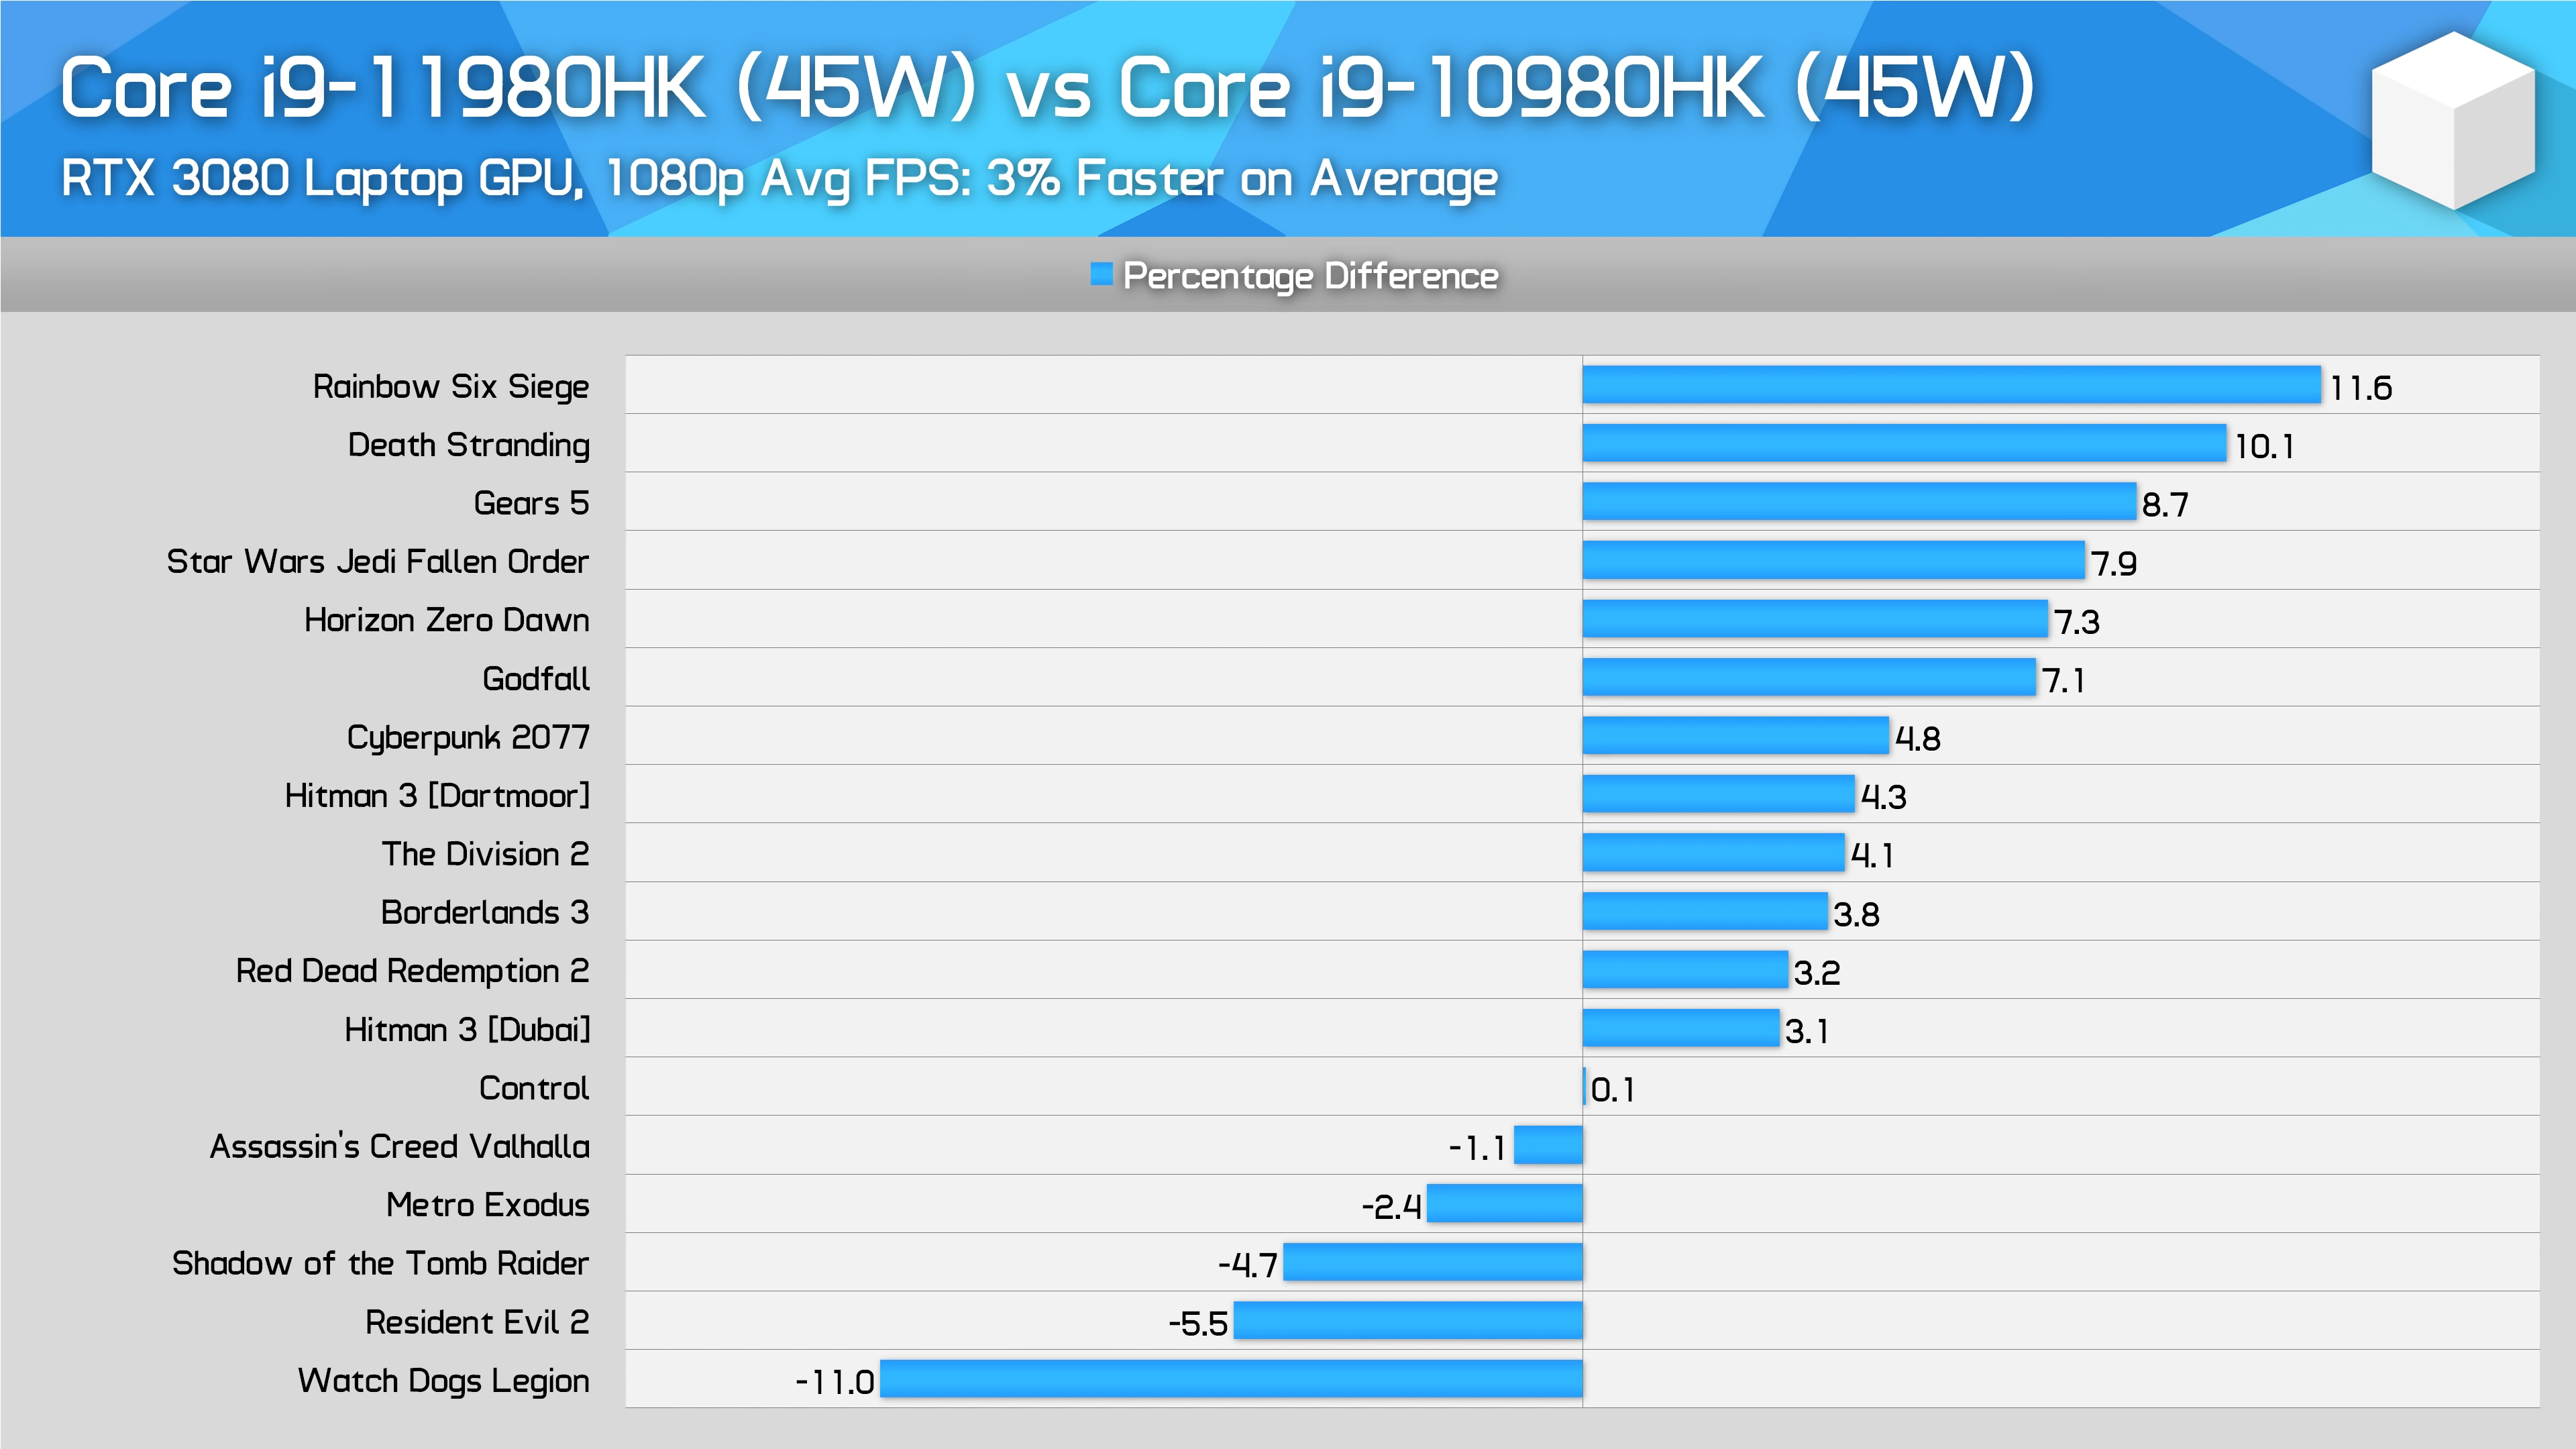 Core i9-11980HK (45W) vs Core i9-10980HK (45W)
RTX 3080 Laptop GPU, 1080p Avg FPS: 3% Faster on Average
Percentage Difference
Rainbow Six Siege 11.6
Death Stranding 10.1
Gears 5 8.7
Star Wars Jedi Fallen Order 7.9
Horizon Zero Dawn 7.3
Godfall 7.1
Cyberpunk 2077 4.8
Hitman 3 [Dartmoor] 4.3
The Division 2 4.1
Borderlands 3 3.8
Red Dead Redemption 2 3.2
Hitman 3 [Dubai] 3.1
Control 0.1
Assassin's Creed Valhalla -1.1
Metro Exodus -2.4
Shadow of the Tomb Raider -4.7
Resident Evil 2 -5.5
Watch Dogs Legion -11.0